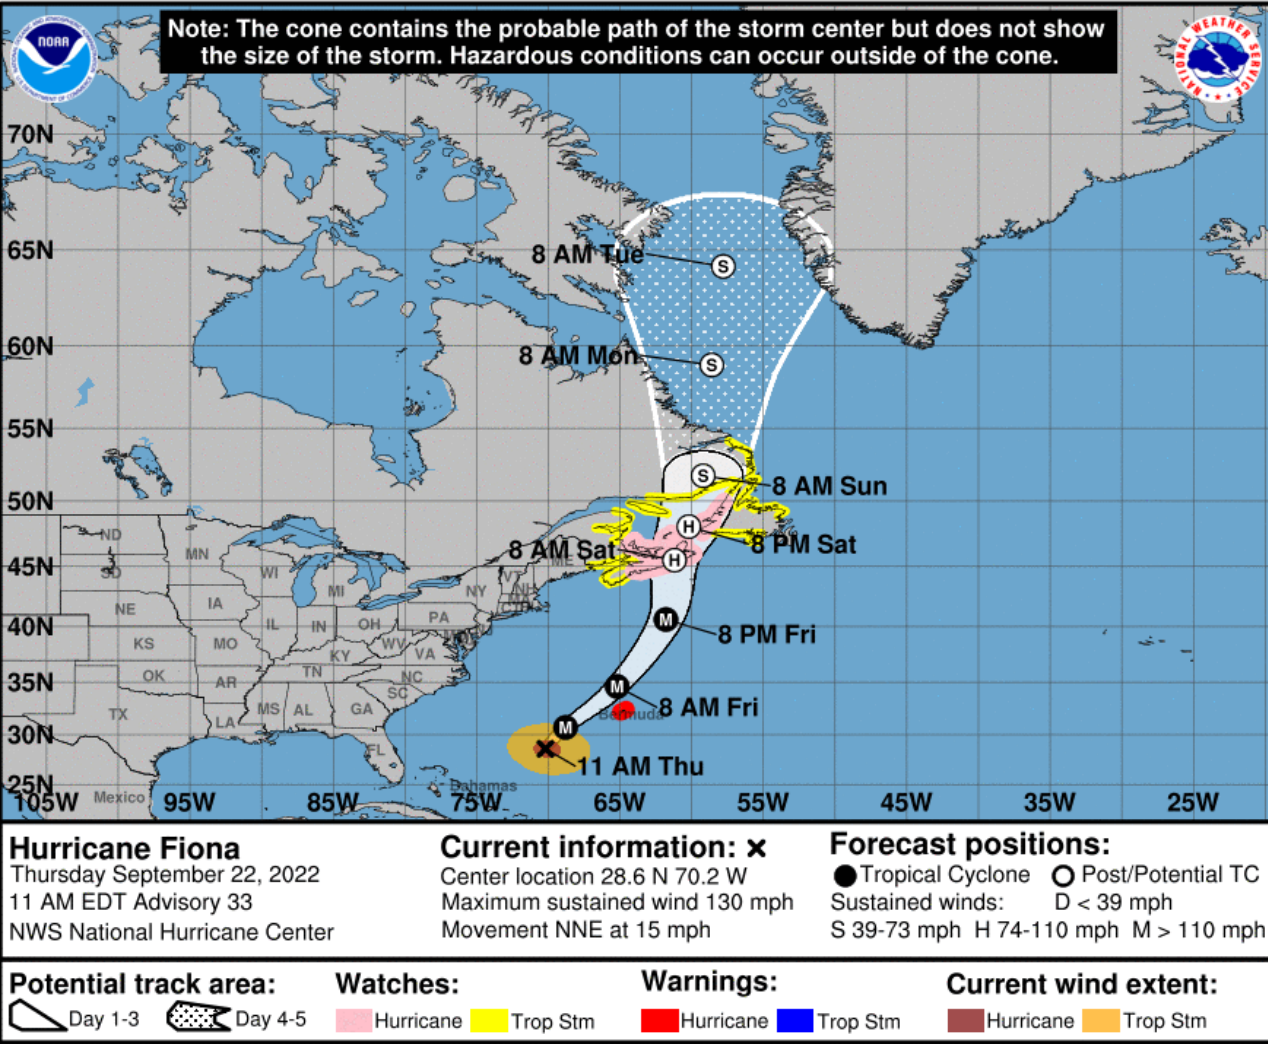 Note: The cone contains the probable path of the storm center but does not show
the size of the storm. Hazardous conditions can occur outside of the cone.
NOAA
NATIONAL WEATHER SERVICE
70N
65N
8 AM Tue
S
60N
8 AM Mon
S
55N
50N
S
8 AM Sun
ND
MN
H
8 PM Sat
8 AM Sat
H
45N
SD
WI
ME
VT
NH
MI
NY
MA
NE
IA
PA
40N
IL
IN
OH
M
8 PM Fri
KS
MO
WV
VA
KY
OK
TN
NC
35N
AR
SC
M
8 AM Fri
TX
MS
AL
GA
LA
Bermuda
M
30N
FL
11 AM Thu
25N
Bahamas
Mexico
105W
95W
85W
75W
65W
55W
45W
35W
25W
Hurricane Fiona
Thursday September 22, 2022
11 AM EDT Advisory 33
NWS National Hurricane Center
Current information: ×
Center location 28.6 N 70.2 W
Maximum sustained wind 130 mph
Movement NNE at 15 mph
Forecast positions:
Tropical Cyclone
Post/Potential TC
Sustained winds:
D < 39 mph
S 39-73 mph
H 74-110 mph
M > 110 mph
Potential track area:
Day 1-3
Day 4-5
Watches:
Hurricane
Trop Stm
Warnings:
Hurricane
Trop Stm
Current wind extent:
Hurricane
Trop Stm